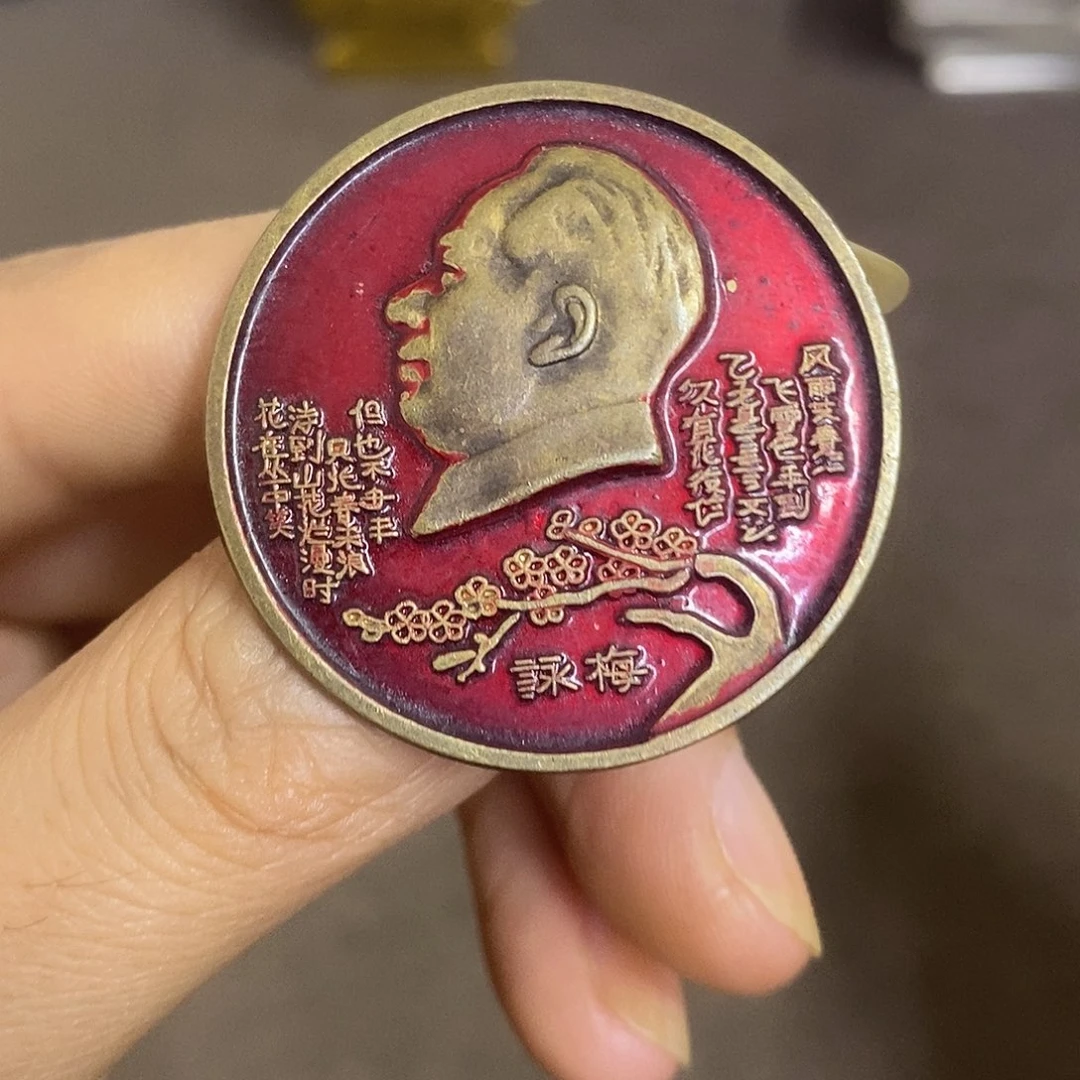 风雨送春归
飞雪迎春到
已是悬崖百丈冰
犹有花枝俏
俏也不争春
只把春来报
待到山花烂漫时
她在丛中笑
詠梅